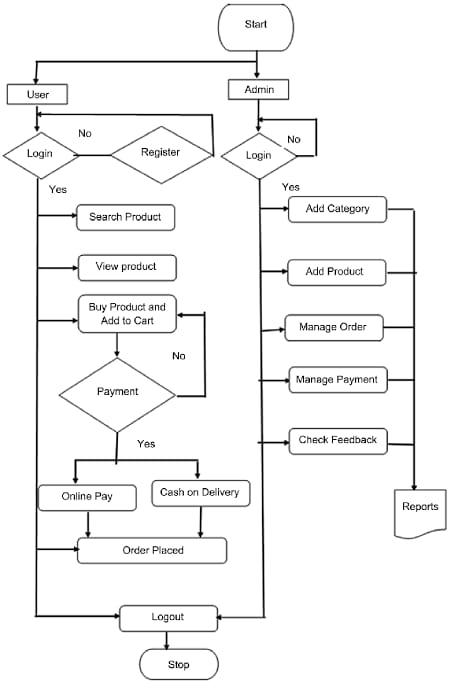 Start
User
Admin
No
No
Login
Register
Login
Yes
Yes
Search Product
Add Category
View product
Add Product
Buy Product and
Add to Cart
Manage Order
No
Payment
Manage Payment
Yes
Check Feedback
Online Pay
Cash on Delivery
Reports
Order Placed
Logout
Stop